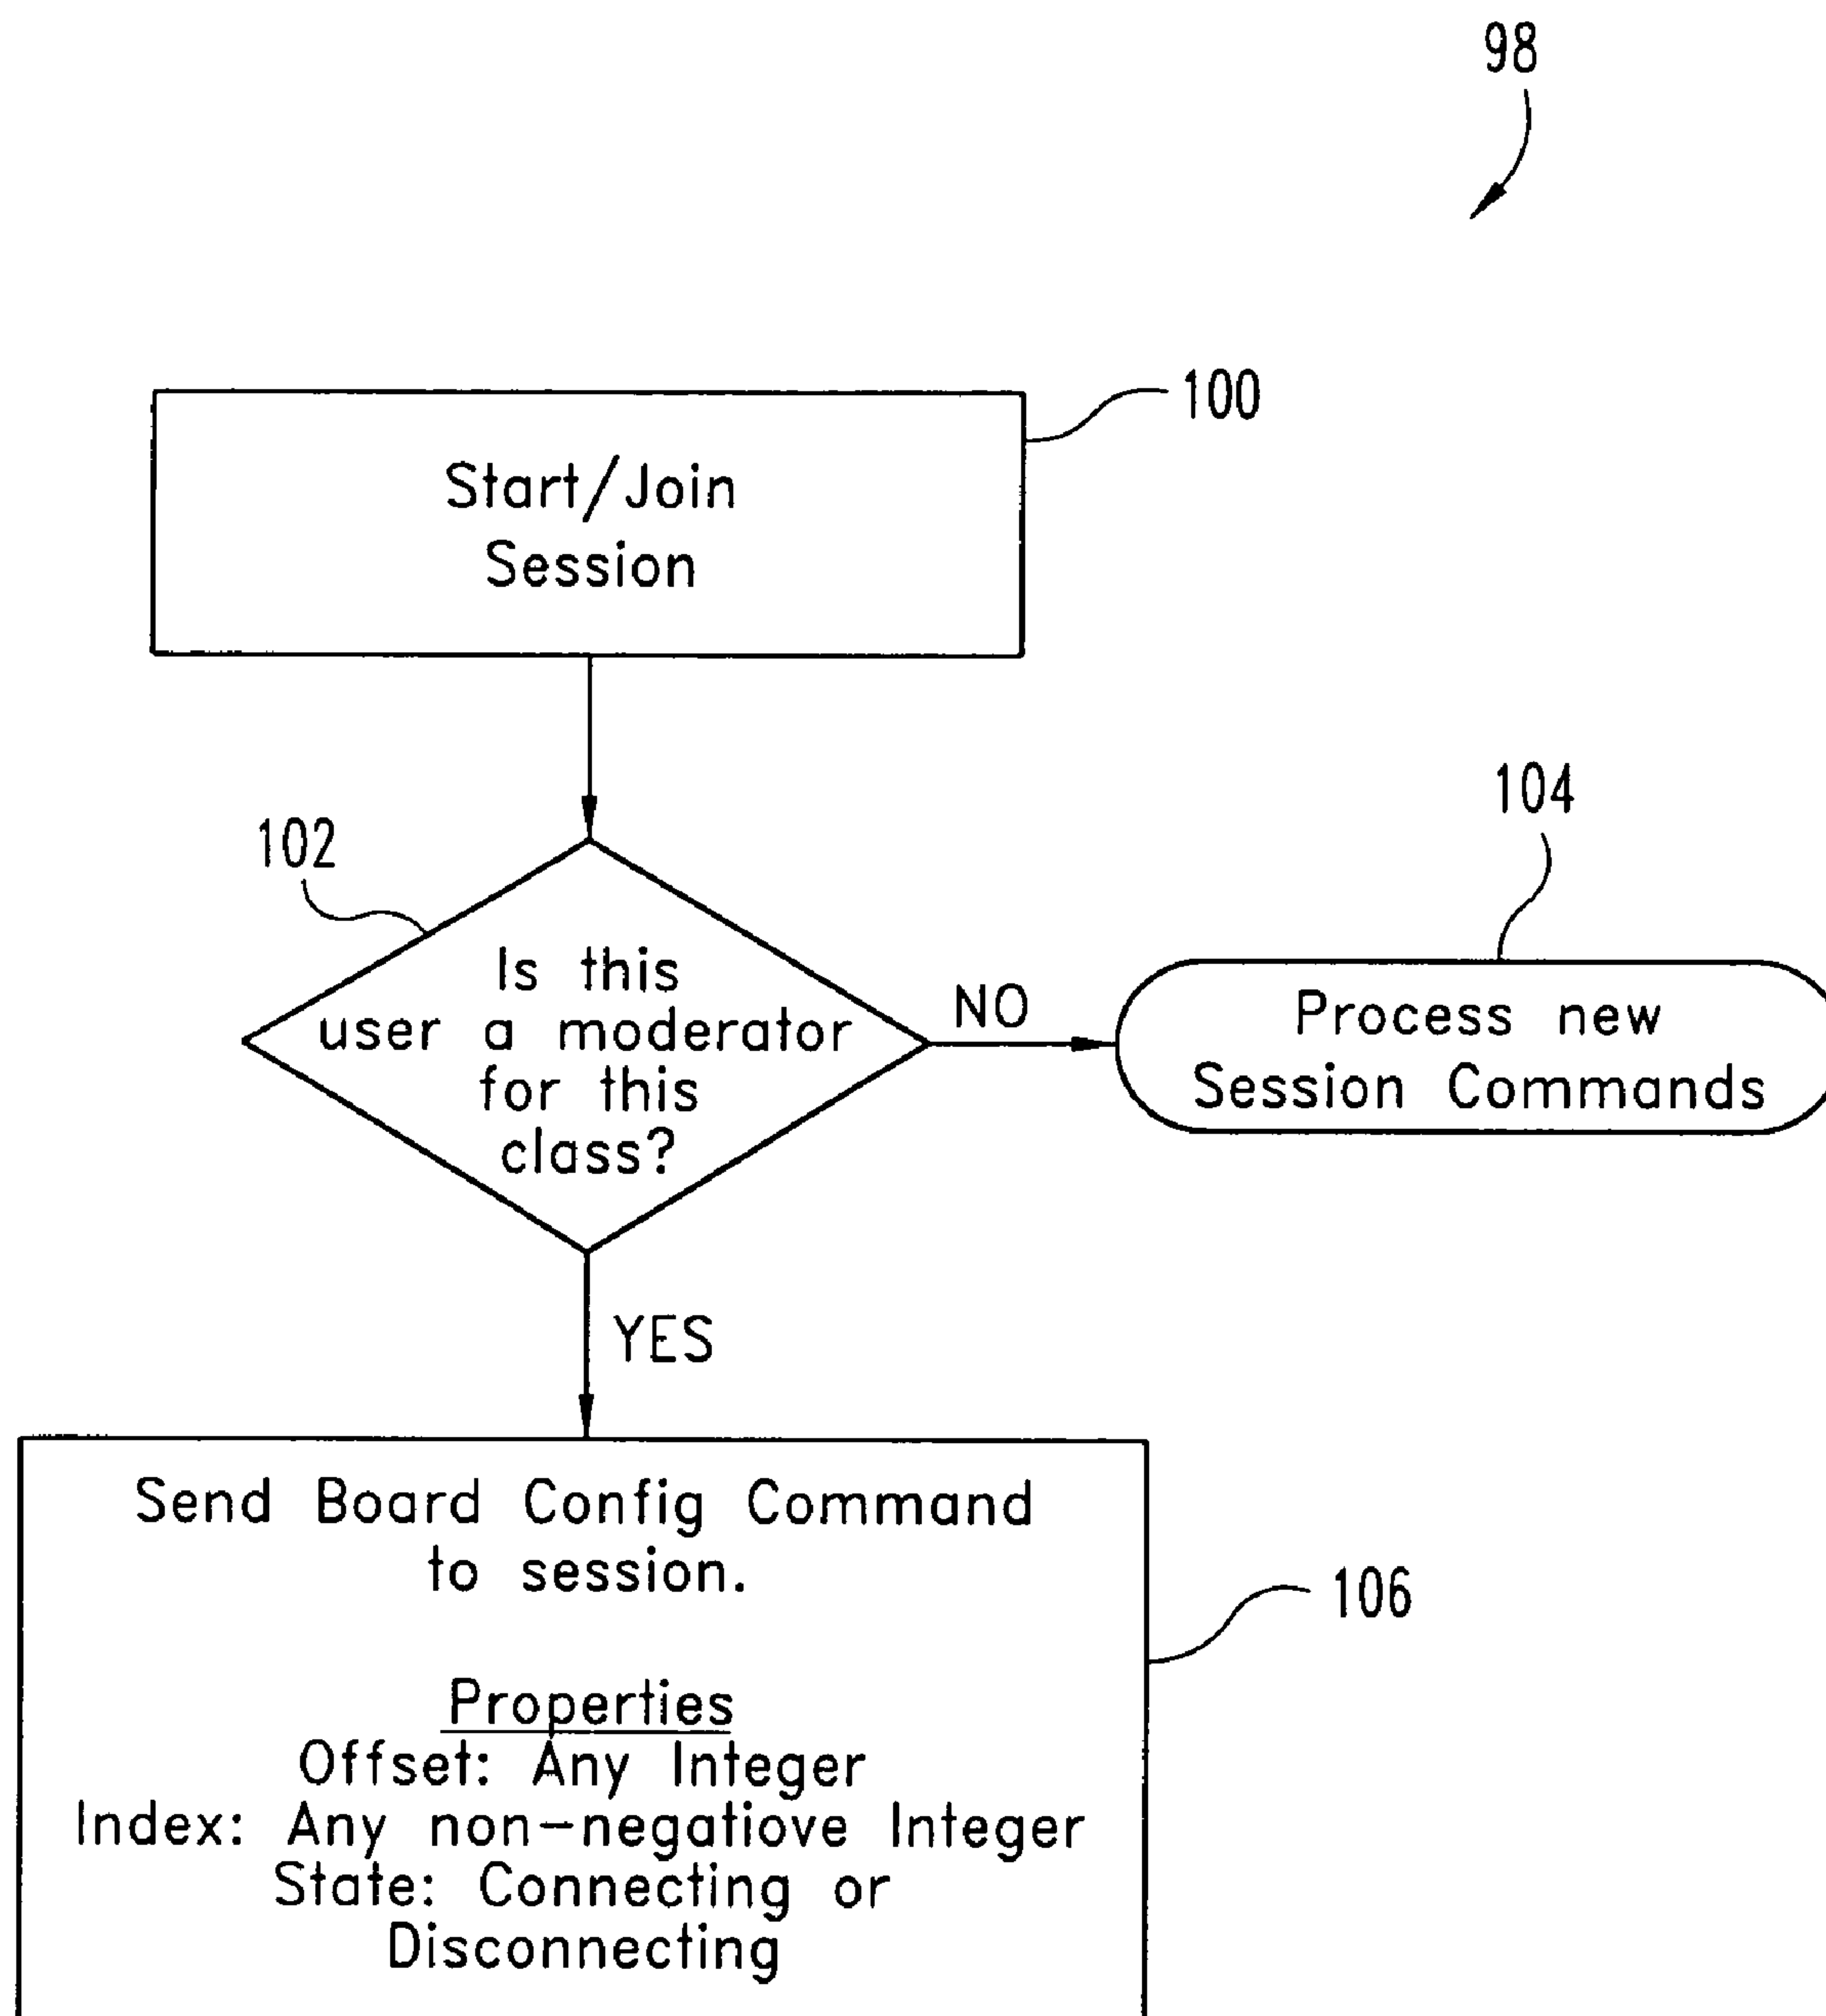 98
100
Start/Join
Session
102
104
Is this
user a moderator
for this
class?
NO
Process new
Session Commands
YES
Send Board Config Command
to session.
106
Properties
Offset: Any Integer
Index: Any non-negatiove Integer
State: Connecting or
Disconnecting